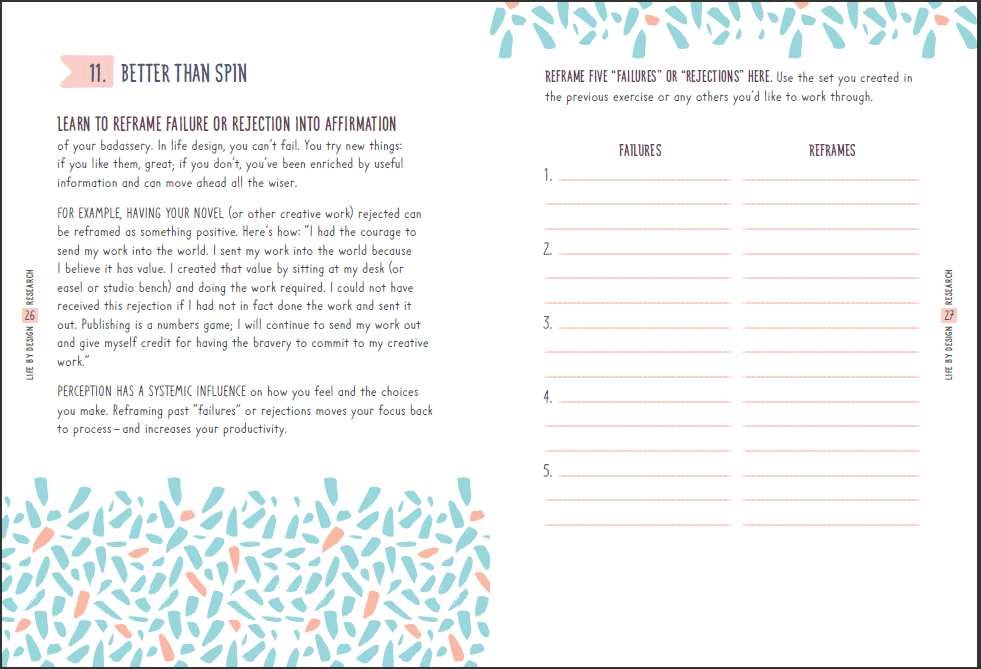 11. BETTER THAN SPIN
LEARN TO REFRAME FAILURE OR REJECTION INTO AFFIRMATION
of your badassery. In life design, you can't fail. You try new things:
if you like them, great; if you don't, you've been enriched by useful
information and can move ahead all the wiser.
FOR EXAMPLE, HAVING YOUR NOVEL (or other creative work) rejected can
be reframed as something positive. Here's how: "I had the courage to
send my work into the world. I sent my work into the world because
I believe it has value. I created that value by sitting at my desk (or
easel or studio bench) and doing the work required. I could not have
received this rejection if I had not in fact done the work and sent it
out. Publishing is a numbers game; I will continue to send my work out
and give myself credit for having the bravery to commit to my creative
work."
PERCEPTION HAS A SYSTEMIC INFLUENCE on how you feel and the choices
you make. Reframing past "failures" or rejections moves your focus back
to process—and increases your productivity.
LIFE BY DESIGN 26 RESEARCH
REFRAME FIVE "FAILURES" OR "REJECTIONS" HERE. Use the set you created in
the previous exercise or any others you'd like to work through.
FAILURES REFRAMES
1.
2.
3.
4.
5.
LIFE BY DESIGN 27 RESEARCH